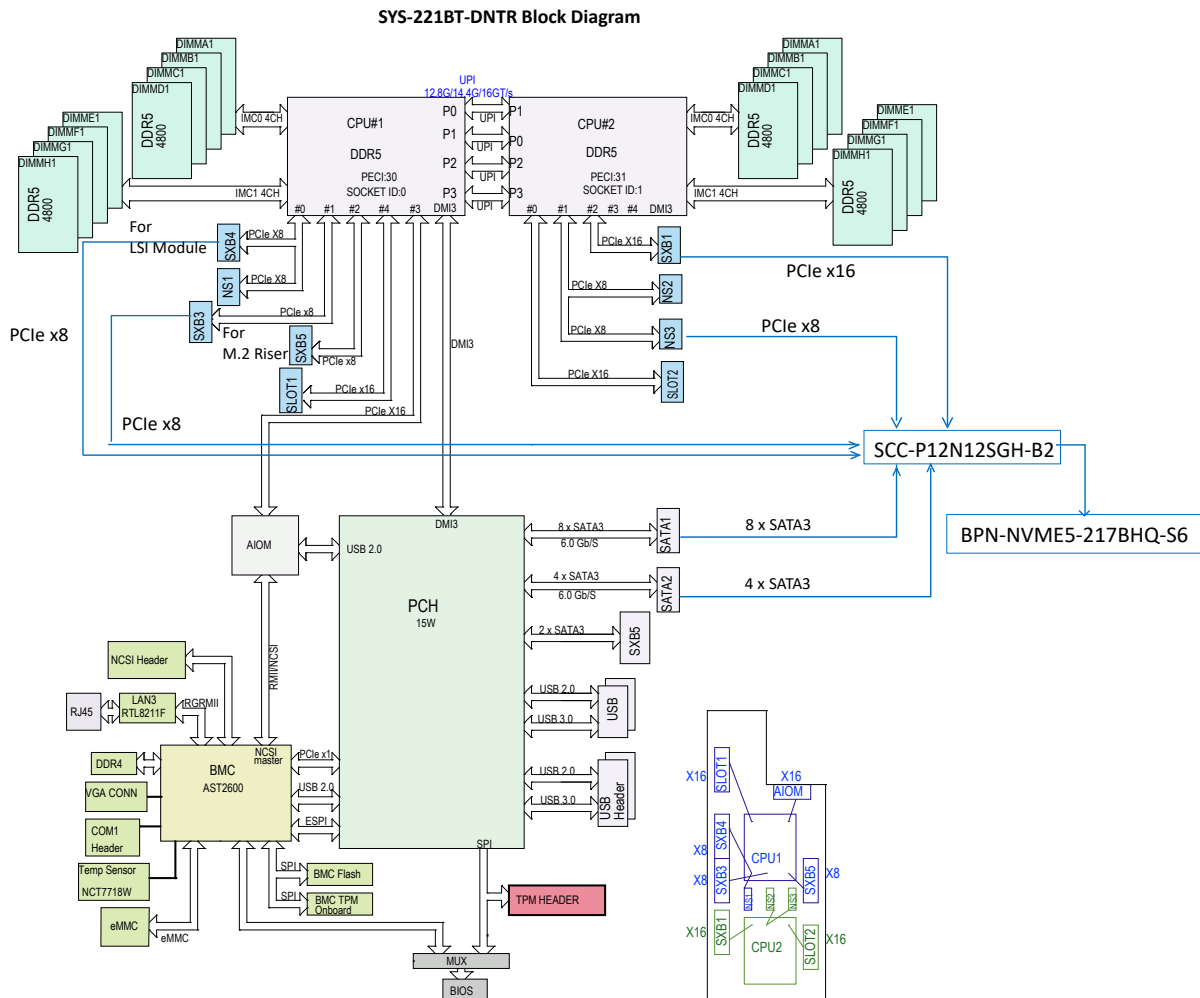 SYS-221BT-DNTR Block Diagram
DIMMA1
DIMMB1
DIMMC1
DIMMD1
DDR5
4800
IMC0 4CH
DIMME1
DIMMF1
DIMMG1
DIMMH1
DDR5
4800
IMC1 4CH
UPI
12.8G/14.4G/16GT/s
CPU#1
DDR5
PECI:30
SOCKET ID:0
P0
P1
P2
P3
#0 #1 #2 #4 #3 DMI3
UPI
UPI
UPI
UPI
P1
P0
P2
P3
CPU#2
DDR5
PECI:31
SOCKET ID:1
#0 #1 #2 #3 #4 DMI3
IMC0 4CH
DIMMA1
DIMMB1
DIMMC1
DIMMD1
DDR5
4800
IMC1 4CH
DIMME1
DIMMF1
DIMMG1
DIMMH1
DDR5
4800
For
LSI Module
SXB4
PCIe X8
NS1
PCIe X8
SXB3
PCIe x8
For
M.2 Riser
SXB5
PCIe x8
SLOT1
PCIe x16
PCIe X16
DMI3
PCIe x8
PCIe x8
PCIe X16
SXB1
PCIe x16
PCIe X8
NS2
PCIe X8
NS3
PCIe x8
PCIe X16
SLOT2
SCC-P12N12SGH-B2
BPN-NVME5-217BHQ-S6
AIOM
USB 2.0
DMI3
PCH
15W
SPI
8 x SATA3
6.0 Gb/S
SATA1
8 x SATA3
4 x SATA3
6.0 Gb/S
SATA2
4 x SATA3
2 x SATA3
SXB5
USB 2.0
USB 3.0
USB
USB 2.0
USB 3.0
USB
Header
RMII/NCSI
NCSI Header
RJ45
LAN3
RTL8211F
RGRMII
DDR4
VGA CONN
COM1
Header
Temp Sensor
NCT7718W
eMMC
eMMC
NCSI
master
BMC
AST2600
PCIe x1
USB 2.0
ESPI
SPI
BMC Flash
SPI
BMC TPM
Onboard
TPM HEADER
MUX
BIOS
X16
SLOT1
X16
AIOM
SXB4
X8
CPU1
X8
SXB3
SXB5
X8
NS1
NS2
NS3
X16
SXB1
CPU2
SLOT2
X16